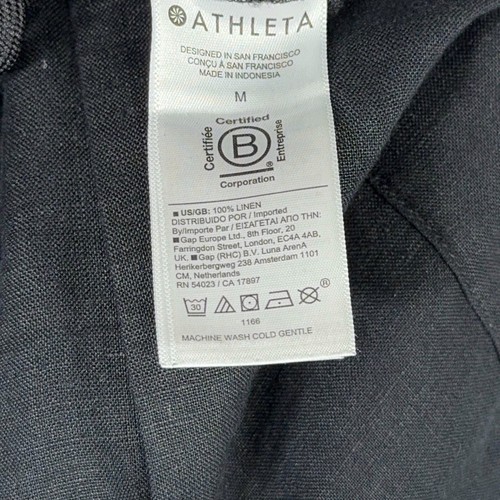 ATHLETA
DESIGNED IN SAN FRANCISCO
CONÇU À SAN FRANCISCO
MADE IN INDONESIA
M
Certified
Certifiée
B
Entreprise
®
Corporation
US/GB: 100% LINEN
DISTRIBUIDO POR / Imported
By/Importe Par / ΕΙΣΑΓΕΤΑΙ ΑΠΟ ΤΗΝ:
Gap Europe Ltd., 8th Floor, 20
Farringdon Street, London, EC4A 4AB,
UK, Gap (RHC) B.V. Luna ArenA
Herikerbergweg 238 Amsterdam 1101
CM, Netherlands
RN 54023 / CA 17897
30
®
1166
MACHINE WASH COLD GENTLE